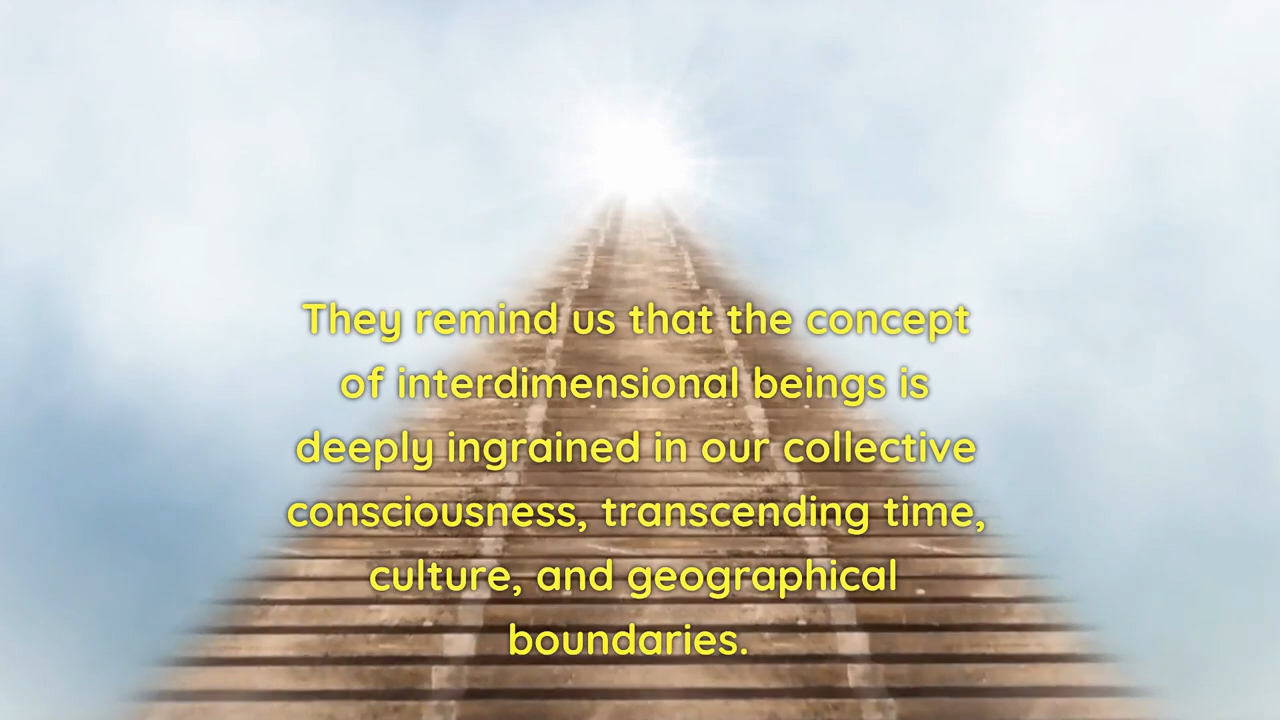 They remind us that the concept
of interdimensional beings is
deeply ingrained in our collective
consciousness, transcending time,
culture, and geographical
boundaries.